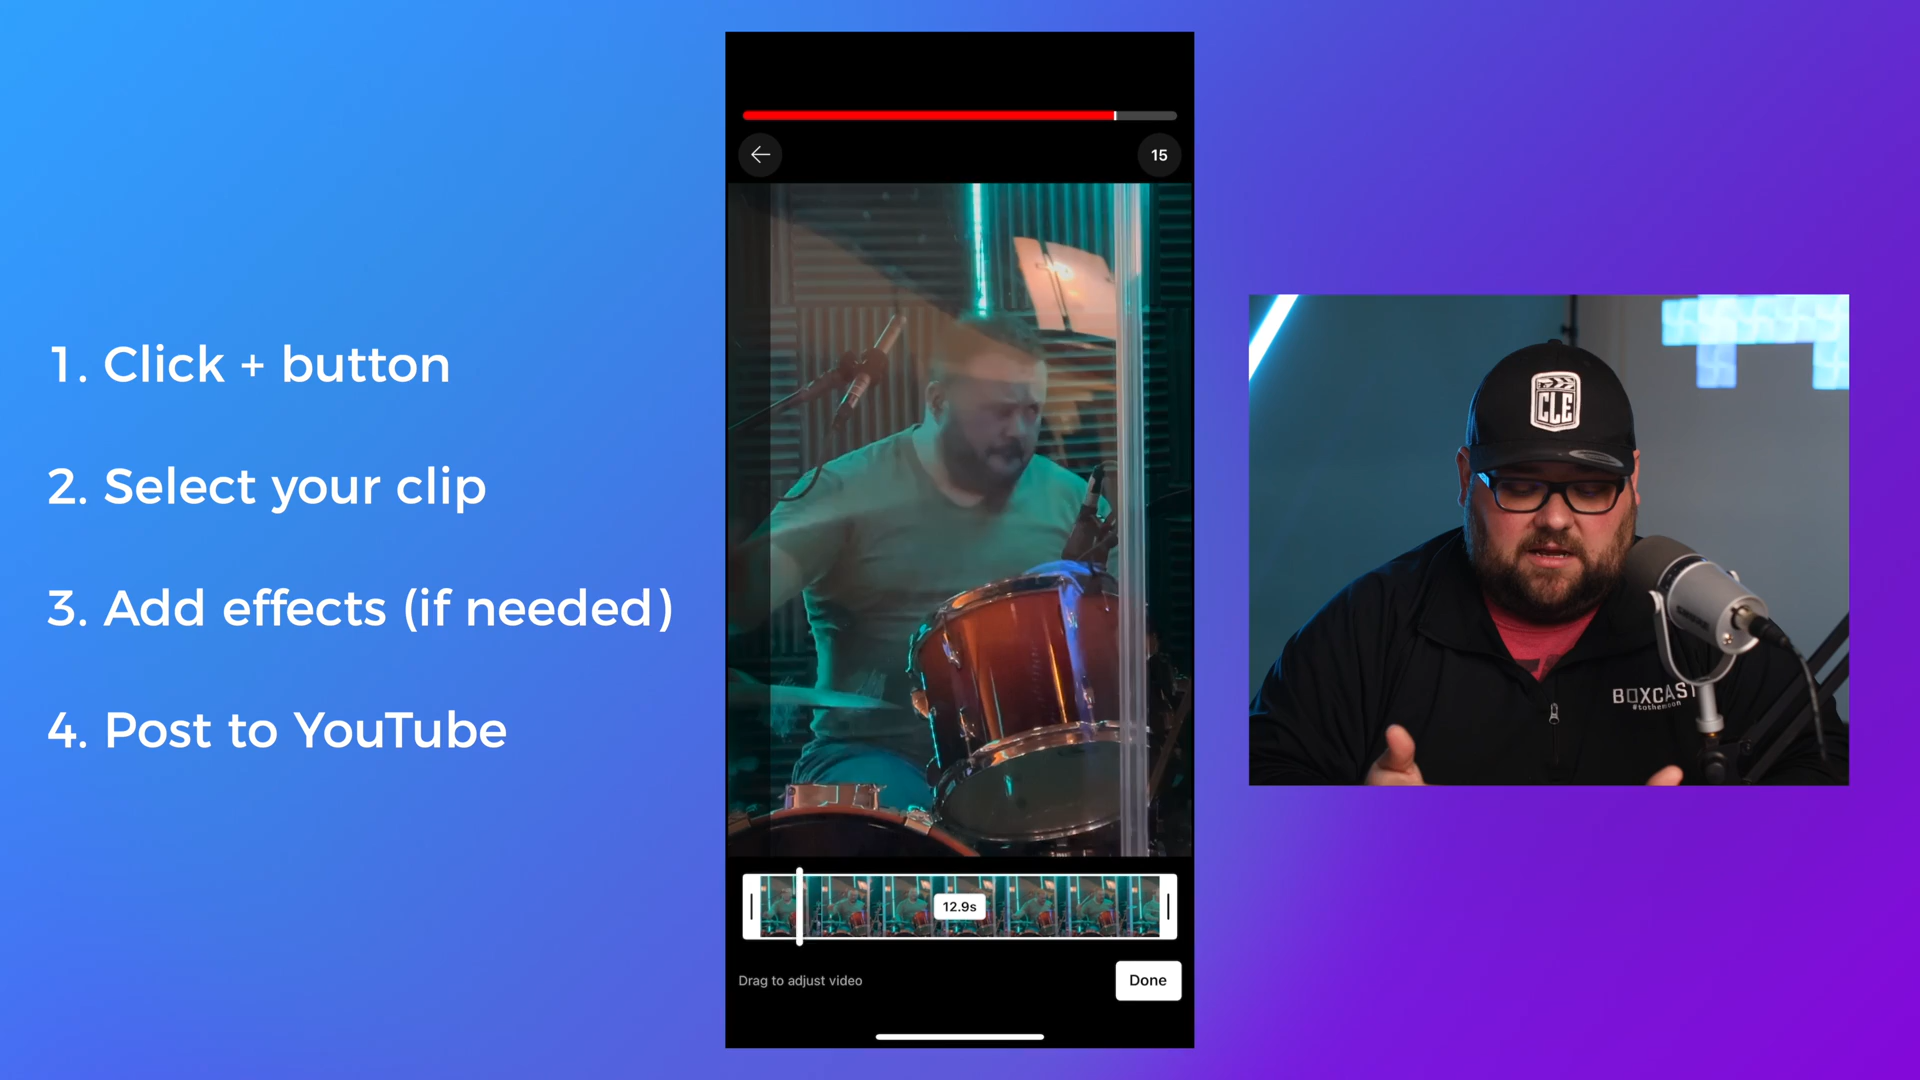 1. Click + button
2. Select your clip
3. Add effects (if needed)
4. Post to YouTube
15
12.9s
Drag to adjust video
Done
CLE
BOXCAST
#tothemoon